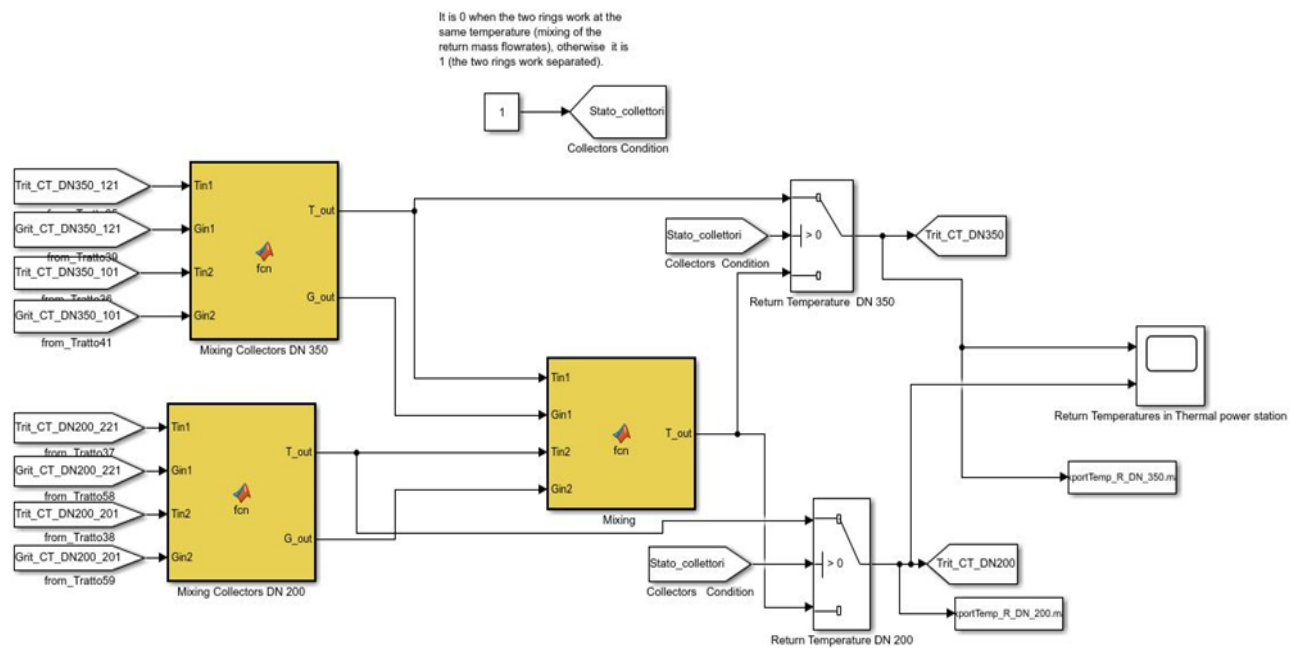 It is 0 when the two rings work at the
same temperature (mixing of the
return mass flowrates), otherwise it is
1 (the two rings work separated).
1
Stato_collettori
Collectors Condition
Trit_CT_DN350_121
Tin1
Grit_CT_DN350_121
Gin1
from_Tratto39
Trit_CT_DN350_101
Tin2
Grit_CT_DN350_101
Gin2
from_Tratto41
T_out
fcn
G_out
Mixing Collectors DN 350
Stato_collettori
Collectors Condition
> 0
Return Temperature DN 350
Trit_CT_DN350
Return Temperatures in Thermal power station
Tin1
Gin1
Tin2
Gin2
fcn
T_out
Mixing
Trit_CT_DN200_221
Tin1
from_Tratto37
Grit_CT_DN200_221
Gin1
from_Tratto58
Trit_CT_DN200_201
Tin2
from_Tratto38
Grit_CT_DN200_201
Gin2
from_Tratto59
T_out
fcn
G_out
Mixing Collectors DN 200
portTemp_R_DN_350.m
Stato_collettori
Collectors Condition
> 0
Return Temperature DN 200
Trit_CT_DN200
portTemp_R_DN_200.m